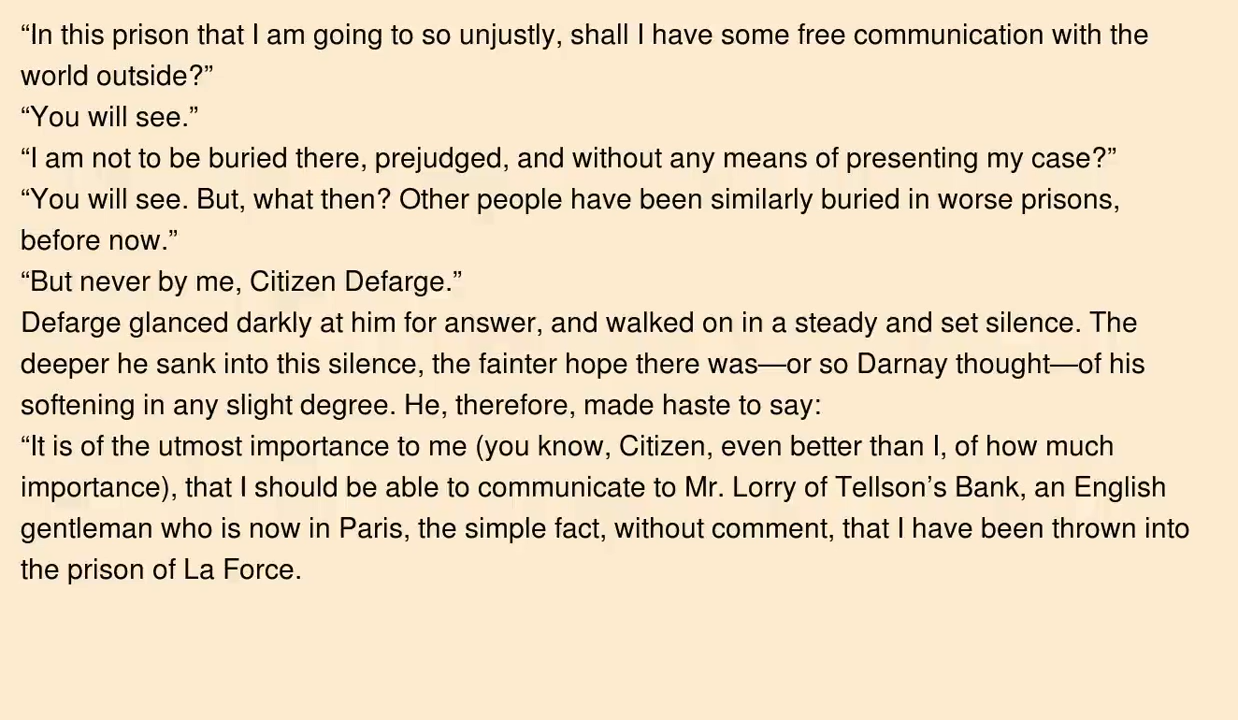 “In this prison that I am going to so unjustly, shall I have some free communication with the
world outside?”
“You will see.”
“I am not to be buried there, prejudged, and without any means of presenting my case?”
“You will see. But, what then? Other people have been similarly buried in worse prisons,
before now.”
“But never by me, Citizen Defarge.”
Defarge glanced darkly at him for answer, and walked on in a steady and set silence. The
deeper he sank into this silence, the fainter hope there was—or so Darnay thought—of his
softening in any slight degree. He, therefore, made haste to say:
“It is of the utmost importance to me (you know, Citizen, even better than I, of how much
importance), that I should be able to communicate to Mr. Lorry of Tellson’s Bank, an English
gentleman who is now in Paris, the simple fact, without comment, that I have been thrown into
the prison of La Force.